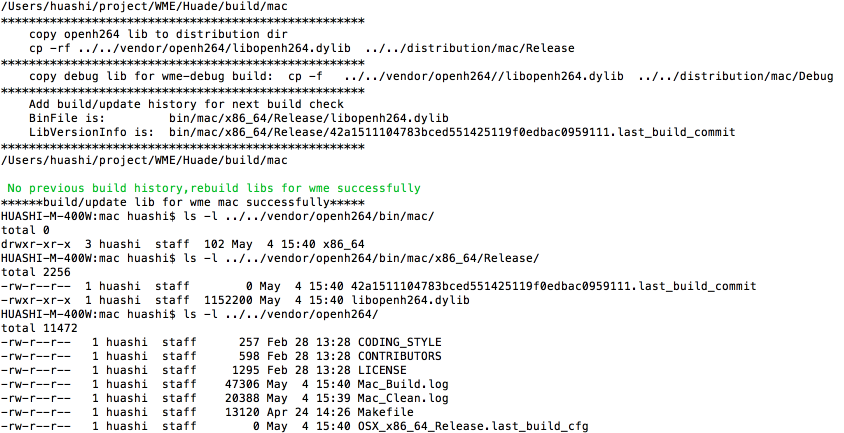 /Users/huashi/project/WME/Huade/build/mac
****************************************************
    copy openh264 lib to distribution dir
    cp -rf ../../vendor/openh264/libopenh264.dylib  ../../distribution/mac/Release
****************************************************
    copy debug lib for wme-debug build:  cp -f   ../../vendor/openh264//libopenh264.dylib  ../../distribution/mac/Debug
****************************************************
    Add build/update history for next build check
    BinFile is:         bin/mac/x86_64/Release/libopenh264.dylib
    LibVersionInfo is:  bin/mac/x86_64/Release/42a1511104783bced551425119f0edbac0959111.last_build_commit
****************************************************
/Users/huashi/project/WME/Huade/build/mac
 No previous build history,rebuild libs for wme successfully
******build/update lib for wme mac successfully*****
HUASHI-M-400W:mac huashi$ ls -l ../../vendor/openh264/bin/mac/
total 0
drwxr-xr-x  3 huashi  staff  102 May  4 15:40 x86_64
HUASHI-M-400W:mac huashi$ ls -l ../../vendor/openh264/bin/mac/x86_64/Release/
total 2256
-rw-r--r--  1 huashi  staff        0 May  4 15:40 42a1511104783bced551425119f0edbac0959111.last_build_commit
-rwxr-xr-x  1 huashi  staff  1152200 May  4 15:40 libopenh264.dylib
HUASHI-M-400W:mac huashi$ ls -l ../../vendor/openh264/
total 11472
-rw-r--r--   1 huashi  staff      257 Feb 28 13:28 CODING_STYLE
-rw-r--r--   1 huashi  staff      598 Feb 28 13:28 CONTRIBUTORS
-rw-r--r--   1 huashi  staff     1295 Feb 28 13:28 LICENSE
-rw-r--r--   1 huashi  staff    47306 May  4 15:40 Mac_Build.log
-rw-r--r--   1 huashi  staff    20388 May  4 15:39 Mac_Clean.log
-rw-r--r--   1 huashi  staff    13120 Apr 24 14:26 Makefile
-rw-r--r--   1 huashi  staff        0 May  4 15:40 OSX_x86_64_Release.last_build_cfg